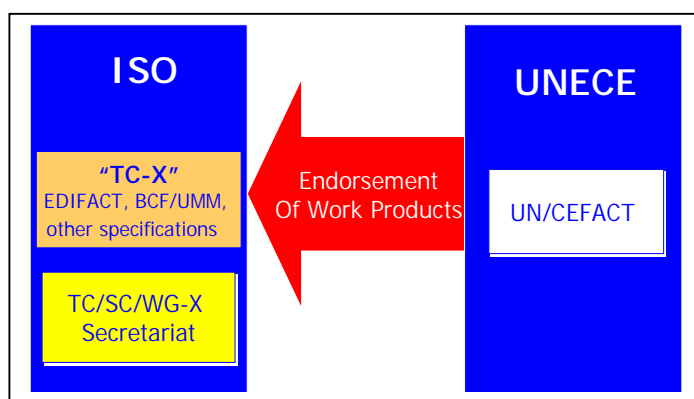 ISO
“TC-X”
EDIFACT, BCF/UMM,
other specifications
TC/SC/WG-X
Secretariat
Endorsement
Of Work Products
UNECE
UN/CEFACT